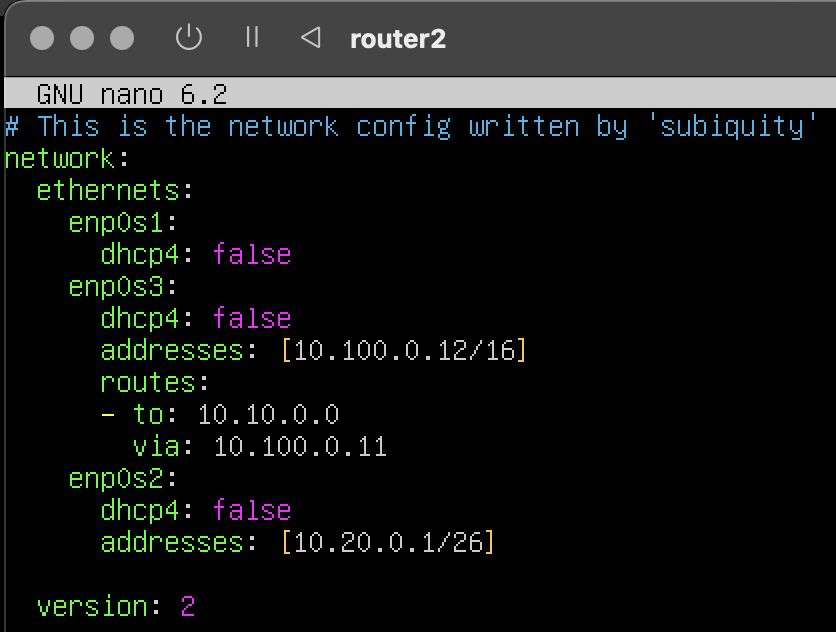 router2
GNU nano 6.2
# This is the network config written by 'subiquity'
network:
  ethernets:
    enp0s1:
      dhcp4: false
    enp0s3:
      dhcp4: false
      addresses: [10.100.0.12/16]
      routes:
      - to: 10.10.0.0
        via: 10.100.0.11
    enp0s2:
      dhcp4: false
      addresses: [10.20.0.1/26]
  version: 2